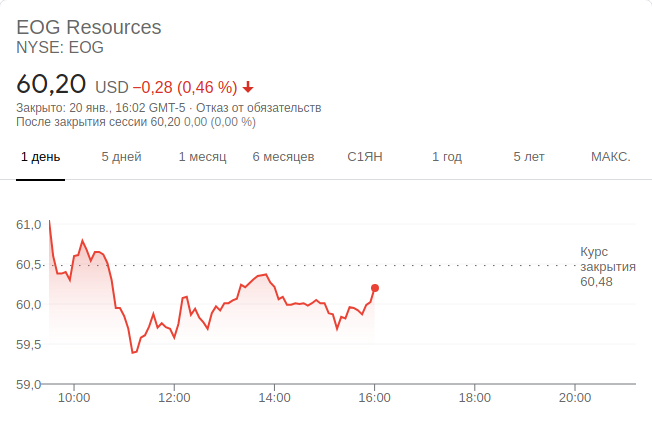 EOG Resources
NYSE: EOG
60,20 USD −0,28 (0,46 %)
Закрыто: 20 янв., 16:02 GMT-5 · Отказ от обязательств
После закрытия сессии 60,20 0,00 (0,00 %)
1 день 5 дней 1 месяц 6 месяцев С1ЯН 1 год 5 лет МАКС.
61,0
60,5
60,0
59,5
59,0
Курс
закрытия
60,48
10:00 12:00 14:00 16:00 18:00 20:00